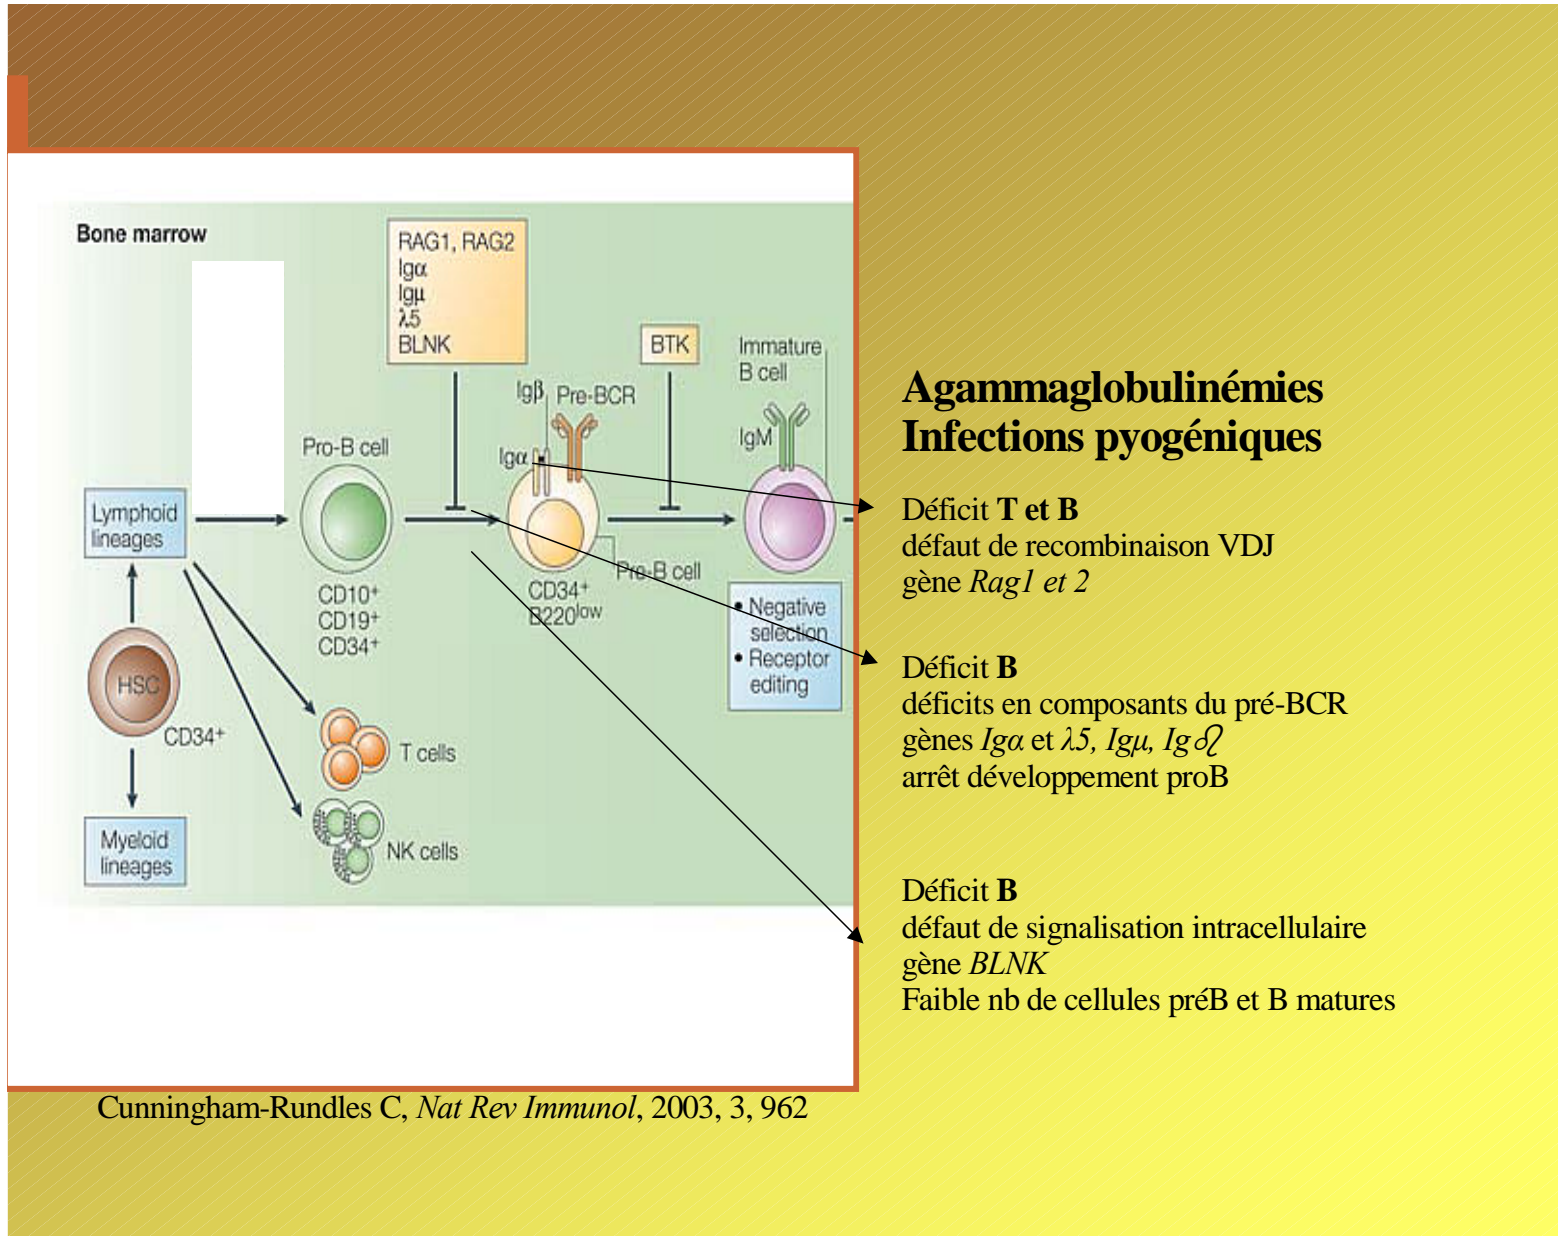 Bone marrow
RAG1, RAG2
Igα
Igμ
λ5
BLNK
BTK
Immature
B cell
Igβ
Pre-BCR
IgM
Pro-B cell
Igα
Lymphoid
lineages
Pre-B cell
CD10+
CD19+
CD34+
CD34+
B220low
• Negative
selection
• Receptor
editing
HSC
CD34+
T cells
Myeloid
lineages
NK cells
Agammaglobulinémies
Infections pyogéniques
Déficit T et B
défaut de recombinaison VDJ
gène Rag1 et 2
Déficit B
déficits en composants du pré-BCR
gènes Igα et λ5, Igμ, Ig
arrêt développement proB
Déficit B
défaut de signalisation intracellulaire
gène BLNK
Faible nb de cellules préB et B matures
Cunningham-Rundles C, Nat Rev Immunol, 2003, 3, 962